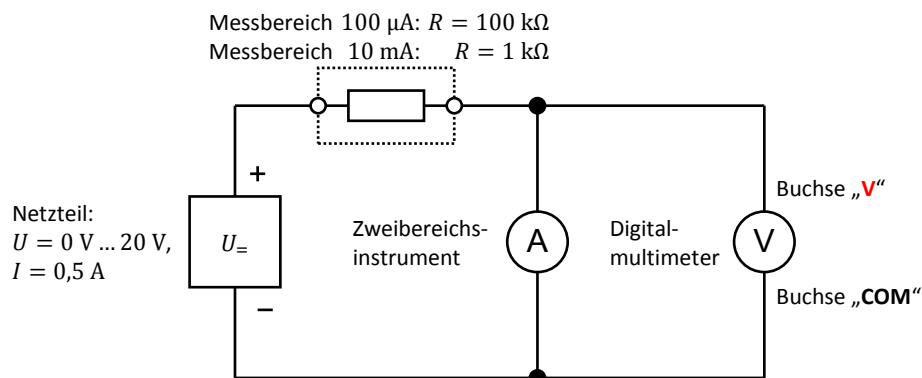 Messbereich 100 µA: R = 100 kΩ
Messbereich 10 mA: R = 1 kΩ
+
Netzteil:
U = 0 V … 20 V,
I = 0,5 A
U=
−
Zweibereichs-
instrument
A
Digital-
multimeter
V
Buchse „V“
Buchse „COM“